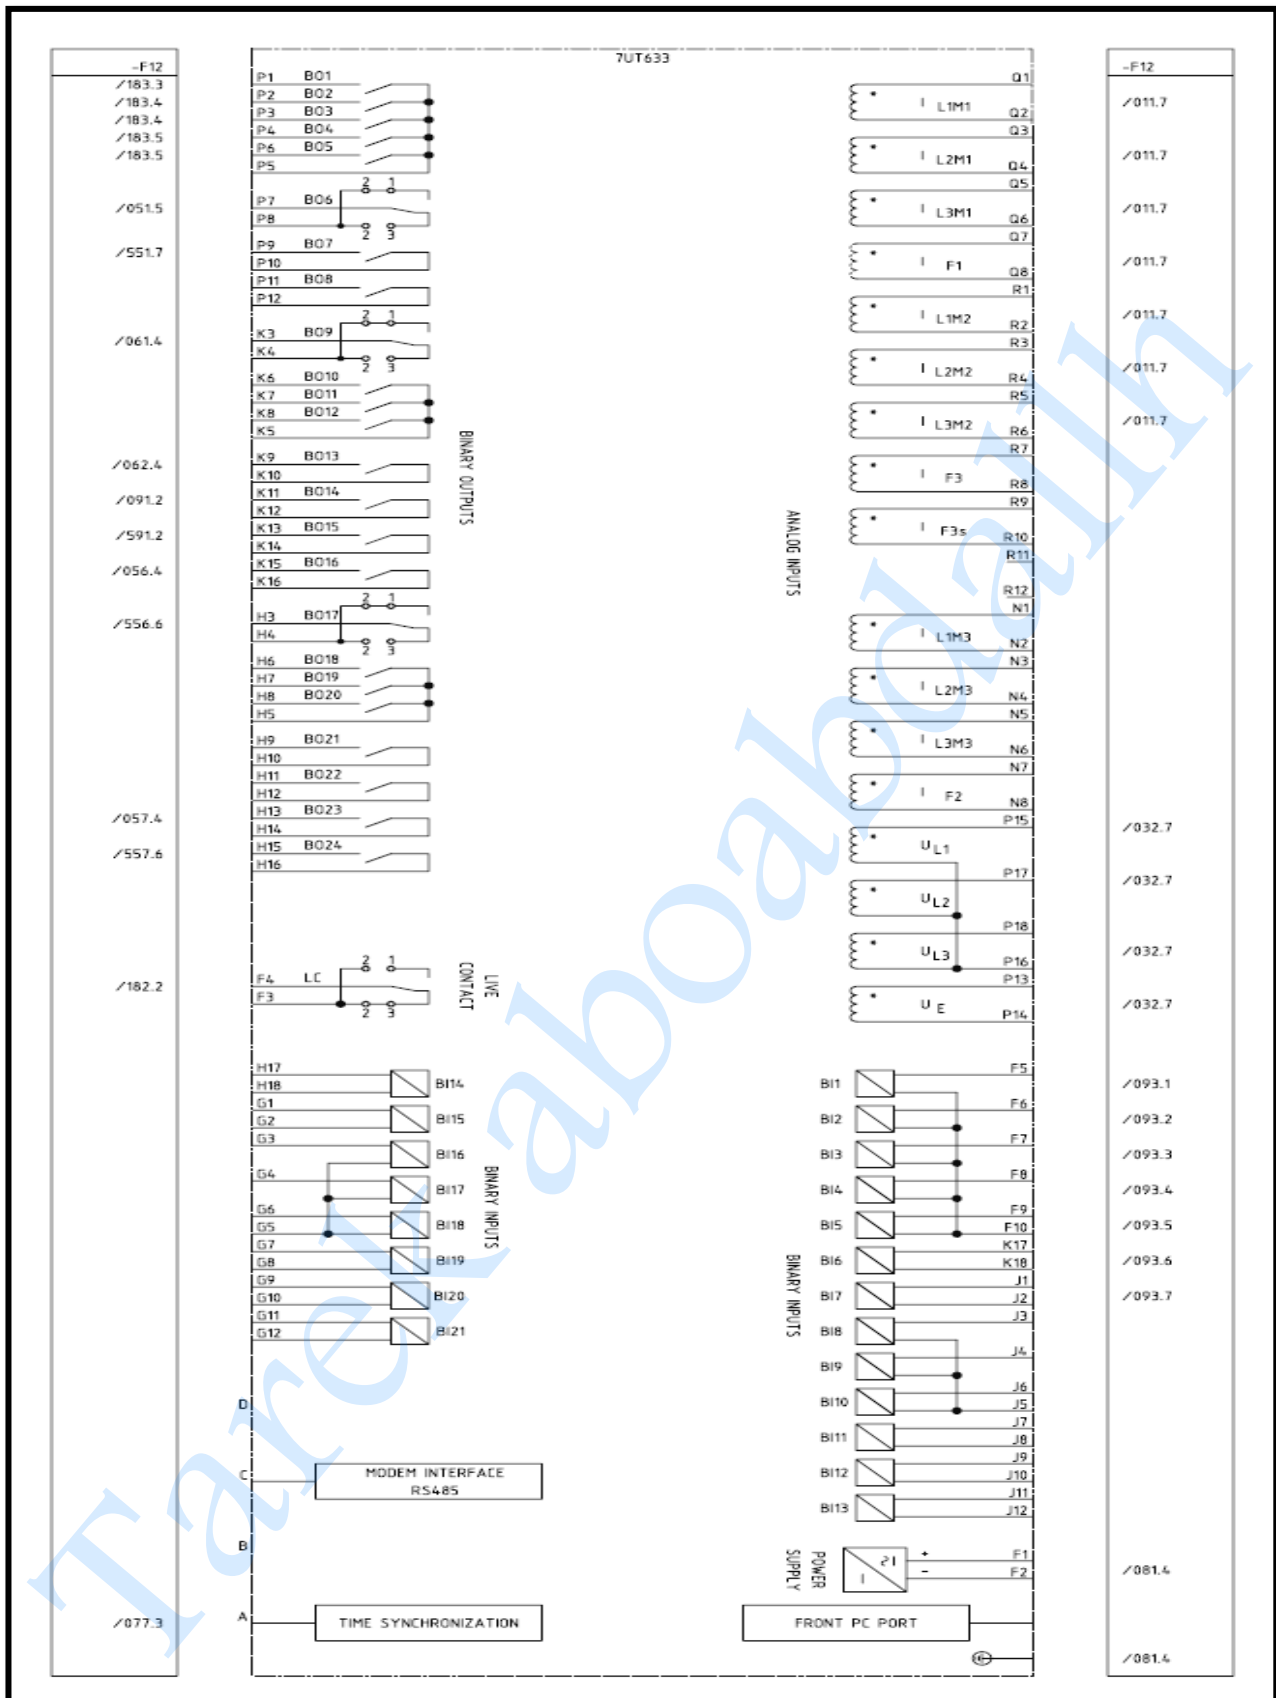 7UT633
-F12
/183.3
/183.4
/183.4
/183.5
/183.5
/051.5
/551.7
/061.4
/062.4
/091.2
/591.2
/056.4
/556.6
/057.4
/557.6
/182.2
/077.3
P1 BO1
P2 BO2
P3 BO3
P4 BO4
P6 BO5
P5
2 1
P7 BO6
P8
2 3
P9 BO7
P10
P11 BO8
P12
2 1
K3 BO9
K4
2 3
K6 BO10
K7 BO11
K8 BO12
K5
K9 BO13
K10
K11 BO14
K12
K13 BO15
K14
K15 BO16
K16
2 1
H3 BO17
H4
2 3
H6 BO18
H7 BO19
H8 BO20
H5
H9 BO21
H10
H11 BO22
H12
H13 BO23
H14
H15 BO24
H16
BINARY OUTPUTS
2 1
F4 LC
F3
2 3
LIVE
CONTACT
H17
H18 BI14
G1
G2 BI15
G3
BI16
G4
BI17
G6
G5 BI18
G7
G8 BI19
G9
G10 BI20
G11
G12 BI21
BINARY INPUTS
D
C
MODEM INTERFACE
RS485
B
A
TIME SYNCHRONIZATION
Q1
I L1M1
Q2
Q3
I L2M1
Q4
Q5
I L3M1
Q6
Q7
I F1
Q8
R1
I L1M2
R2
R3
I L2M2
R4
R5
I L3M2
R6
R7
I F3
R8
R9
I F3s
R10
R11
R12
ANALOG INPUTS
N1
I L1M3
N2
N3
I L2M3
N4
N5
I L3M3
N6
N7
I F2
N8
P15
UL1
P17
UL2
P18
UL3
P16
P13
UE
P14
F5
BI1
F6
BI2
F7
BI3
F8
BI4
F9
BI5 F10
K17
BI6 K18
J1
BI7 J2
J3
BI8
J4
BI9
J6
BI10 J5
J7
BI11 J8
J9
BI12 J10
J11
BI13 J12
BINARY INPUTS
POWER
SUPPLY
+ F1
- F2
FRONT PC PORT
-F12
/011.7
/011.7
/011.7
/011.7
/011.7
/011.7
/011.7
/032.7
/032.7
/032.7
/032.7
/093.1
/093.2
/093.3
/093.4
/093.5
/093.6
/093.7
/081.4
/081.4
Tarek aboabdallh